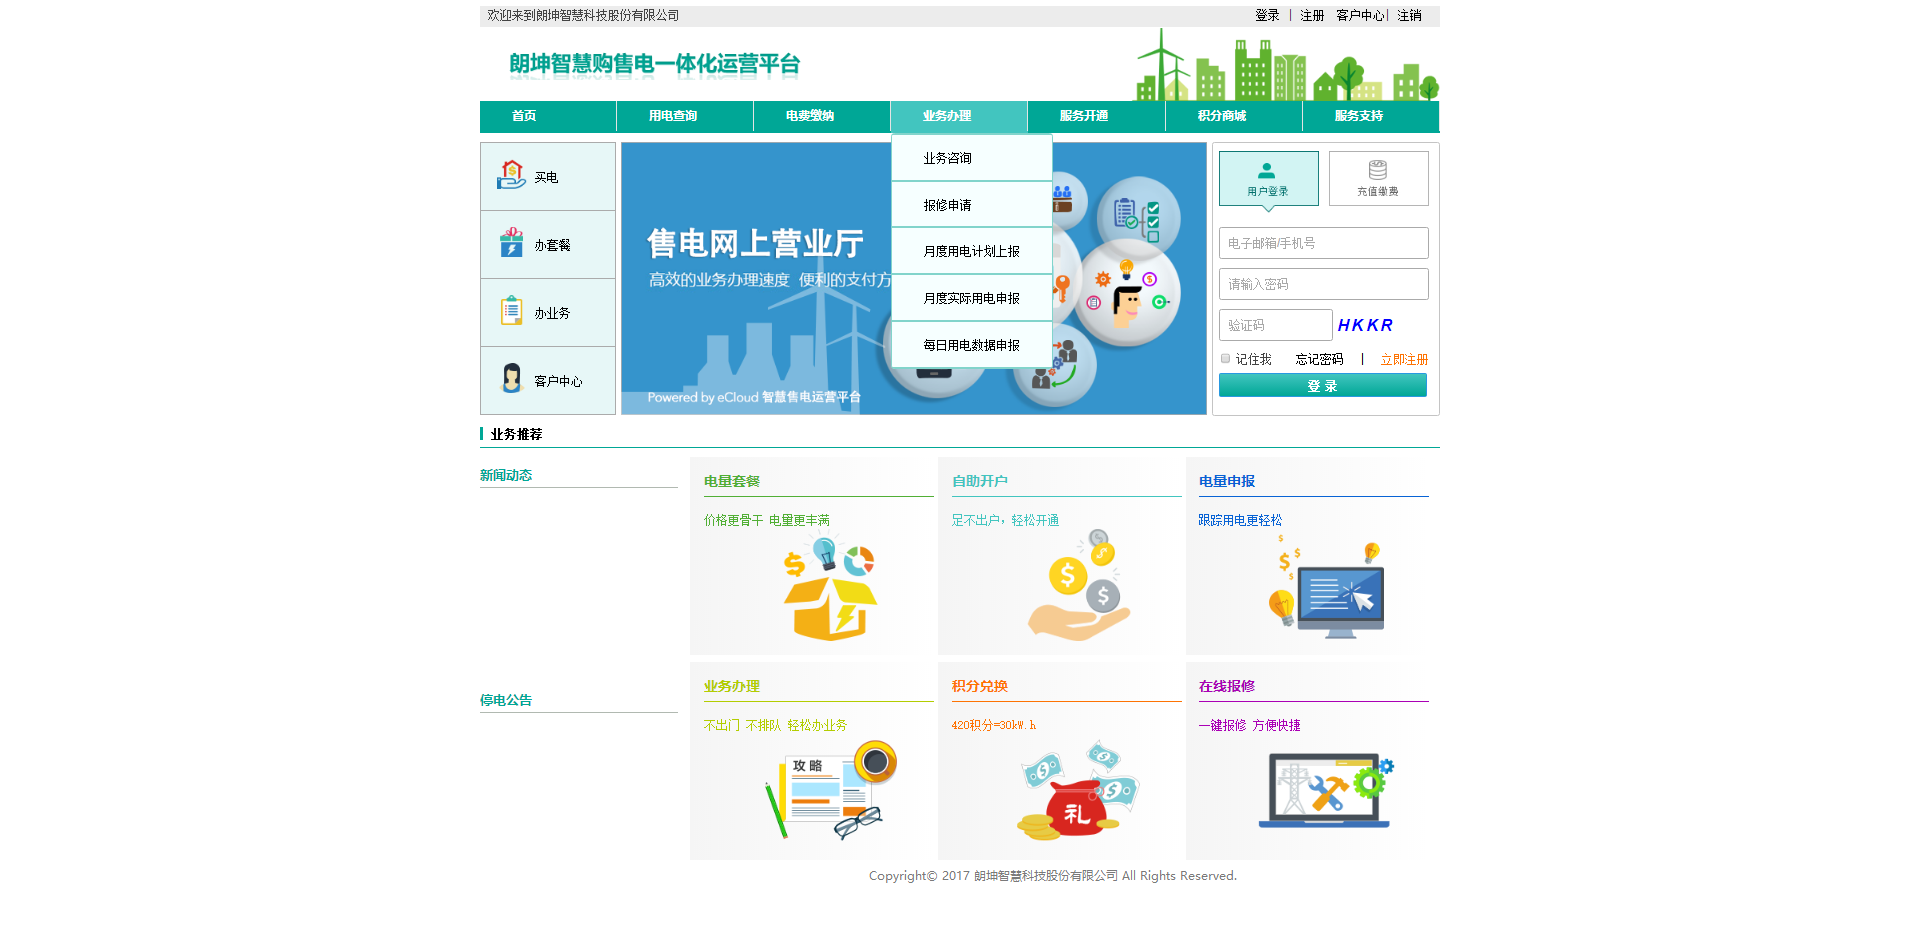 欢迎来到朗坤智慧科技股份有限公司
登录 | 注册 客户中心| 注销
朗坤智慧购售电一体化运营平台
首页 用电查询 电费缴纳 业务办理 服务开通 积分商城 服务支持
买电
办套餐
办业务
客户中心
业务咨询
报修申请
月度用电计划上报
月度实际用电申报
每日用电数据申报
售电网上营业厅
高效的业务办理速度 便利的支付方
Powered by eCloud 智慧售电运营平台
用户登录 充值缴费
电子邮箱/手机号
请输入密码
验证码 HKKR
记住我 忘记密码 | 立即注册
登 录
业务推荐
新闻动态
停电公告
电量套餐
价格更骨干 电量更丰满
自助开户
足不出户，轻松开通
电量申报
跟踪用电更轻松
业务办理
不出门 不排队 轻松办业务
攻略
积分兑换
420积分=30kW.h
礼
在线报修
一键报修 方便快捷
Copyright© 2017 朗坤智慧科技股份有限公司 All Rights Reserved.